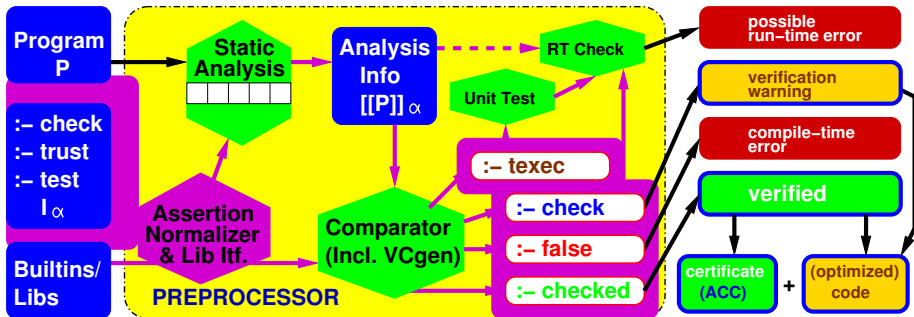 Program
P
:− check
:− trust
:− test
I α
Builtins/
Libs
Static
Analysis
Assertion
Normalizer
& Lib Itf.
PREPROCESSOR
Analysis
Info
[[P]] α
Comparator
(Incl. VCgen)
RT Check
Unit Test
:− texec
:− check
:− false
:− checked
possible
run−time error
verification
warning
compile−time
error
verified
certificate
(ACC)
+
(optimized)
code